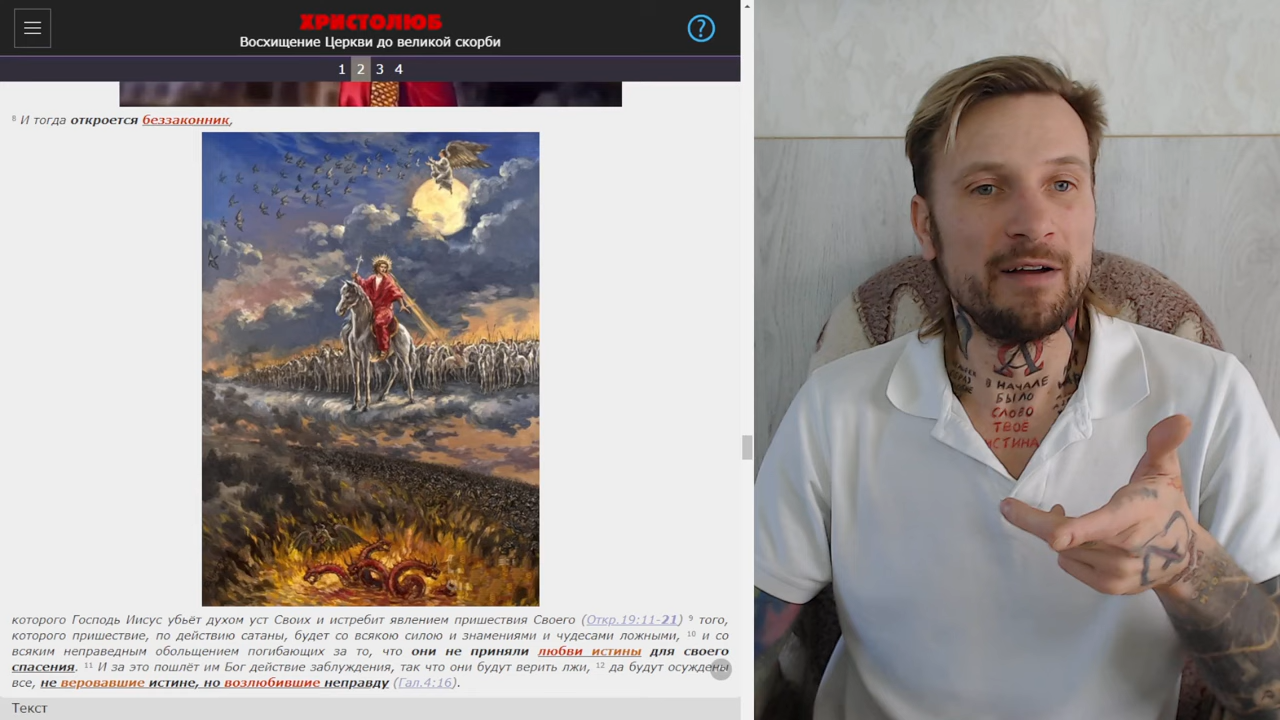 ХРИСТОЛЮБ
Восхищение Церкви до великой скорби
?
1 2 3 4
⁸ И тогда откроется беззаконник,
которого Господь Иисус убьёт духом уст Своих и истребит явлением пришествия Своего (Откр.19:11-21) ⁹ того,
которого пришествие, по действию сатаны, будет со всякою силою и знамениями и чудесами ложными, ¹⁰ и со
всяким неправедным обольщением погибающих за то, что они не приняли любви истины для своего
спасения. ¹¹ И за это пошлёт им Бог действие заблуждения, так что они будут верить лжи, ¹² да будут осуждены
все, не веровавшие истине, но возлюбившие неправду (Гал.4:16).
Текст
В НАЧАЛЕ
БЫЛО
СЛОВО
ТВОЁ
ИСТИНА